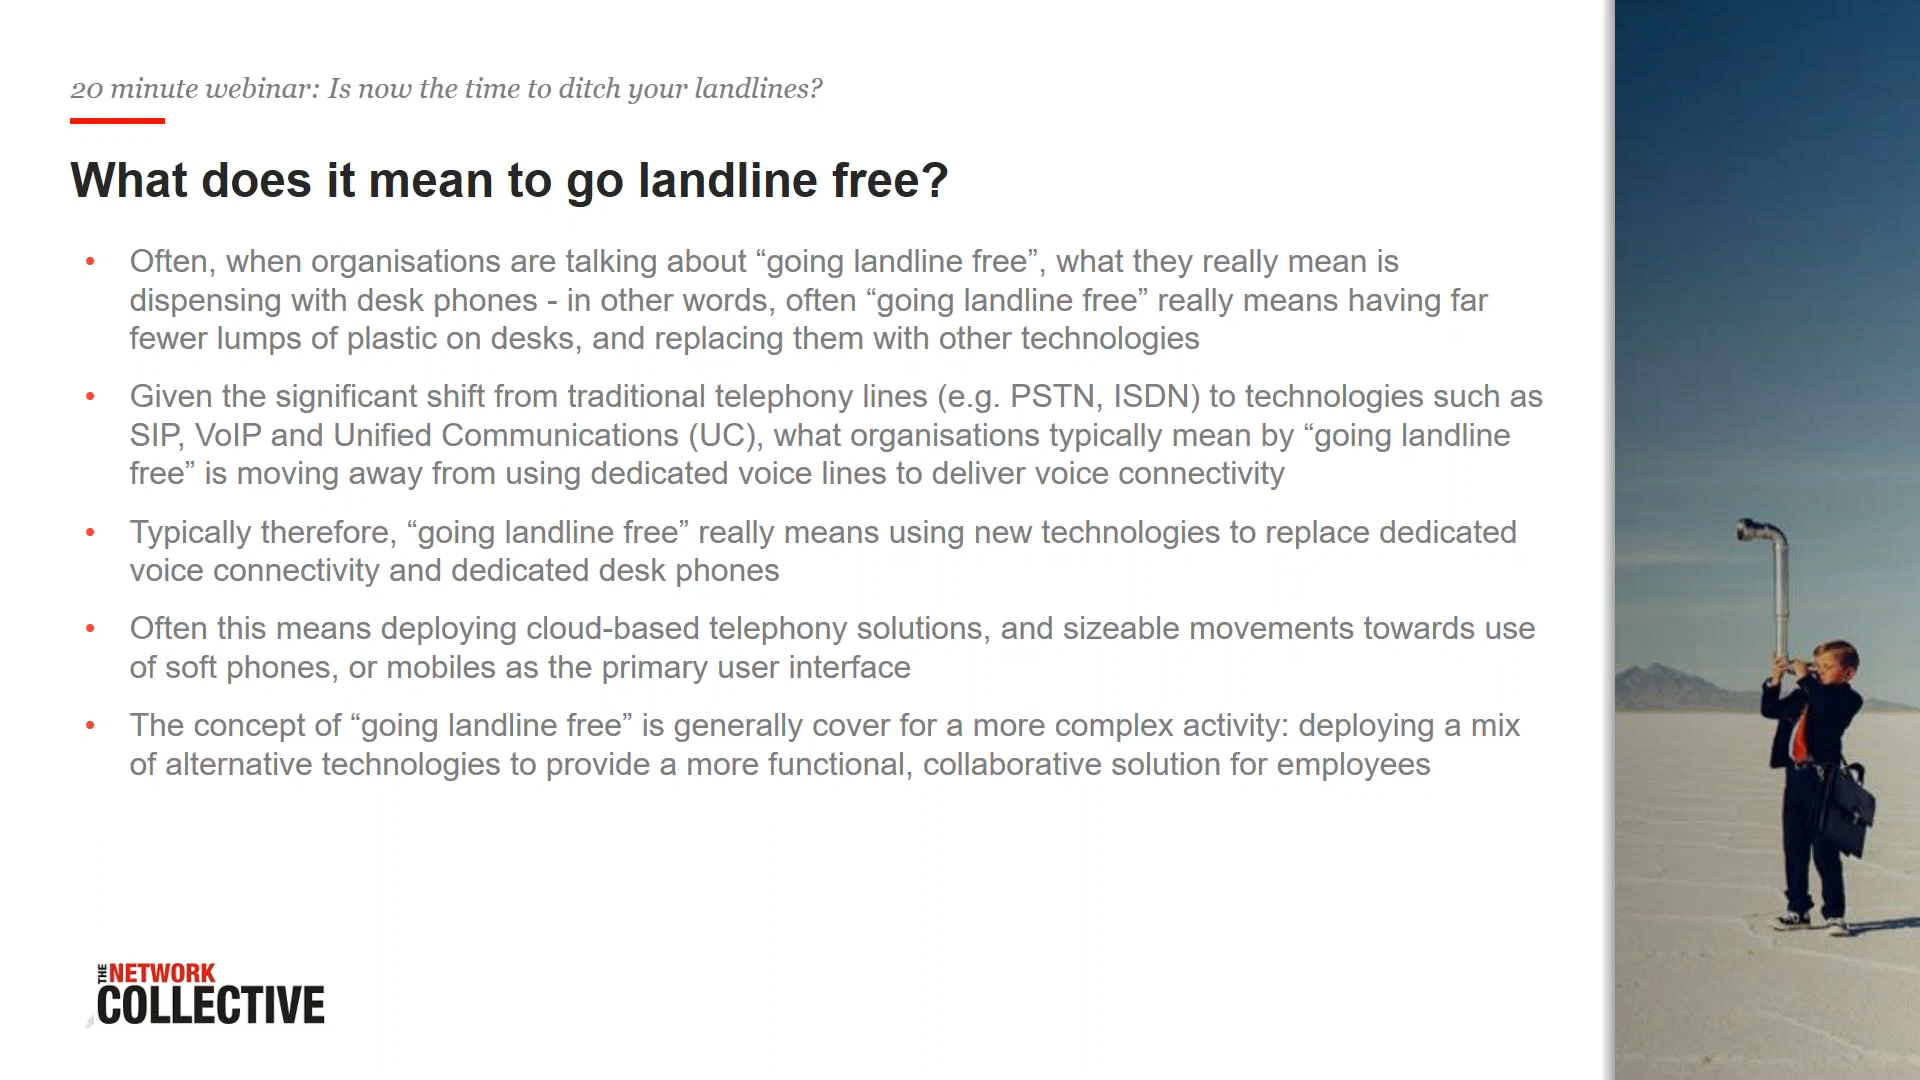 20 minute webinar: Is now the time to ditch your landlines?
What does it mean to go landline free?
• Often, when organisations are talking about “going landline free”, what they really mean is
dispensing with desk phones - in other words, often “going landline free” really means having far
fewer lumps of plastic on desks, and replacing them with other technologies
• Given the significant shift from traditional telephony lines (e.g. PSTN, ISDN) to technologies such as
SIP, VoIP and Unified Communications (UC), what organisations typically mean by “going landline
free” is moving away from using dedicated voice lines to deliver voice connectivity
• Typically therefore, “going landline free” really means using new technologies to replace dedicated
voice connectivity and dedicated desk phones
• Often this means deploying cloud-based telephony solutions, and sizeable movements towards use
of soft phones, or mobiles as the primary user interface
• The concept of “going landline free” is generally cover for a more complex activity: deploying a mix
of alternative technologies to provide a more functional, collaborative solution for employees
THE NETWORK
COLLECTIVE